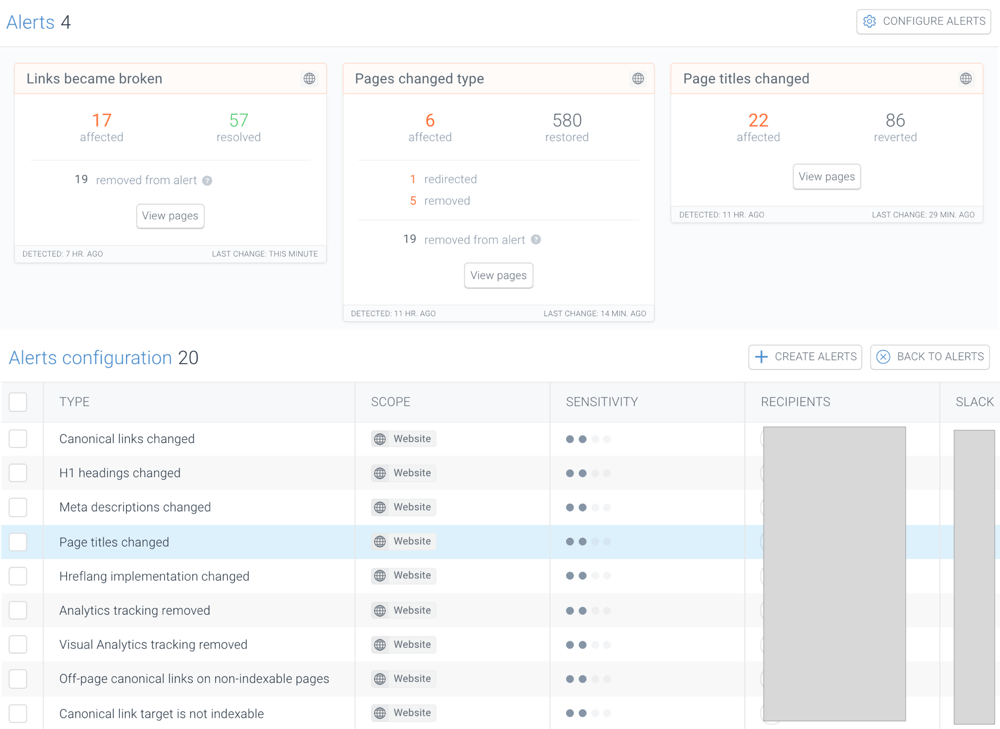 Alerts 4
CONFIGURE ALERTS
Links became broken
17 57
affected resolved
19 removed from alert ?
View pages
DETECTED: 7 HR. AGO LAST CHANGE: THIS MINUTE
Pages changed type
6 580
affected restored
1 redirected
5 removed
19 removed from alert ?
View pages
DETECTED: 11 HR. AGO LAST CHANGE: 14 MIN. AGO
Page titles changed
22 86
affected reverted
View pages
DETECTED: 11 HR. AGO LAST CHANGE: 29 MIN. AGO
Alerts configuration 20
CREATE ALERTS BACK TO ALERTS
TYPE SCOPE SENSITIVITY RECIPIENTS SLACK
Canonical links changed Website
H1 headings changed Website
Meta descriptions changed Website
Page titles changed Website
Hreflang implementation changed Website
Analytics tracking removed Website
Visual Analytics tracking removed Website
Off-page canonical links on non-indexable pages Website
Canonical link target is not indexable Website